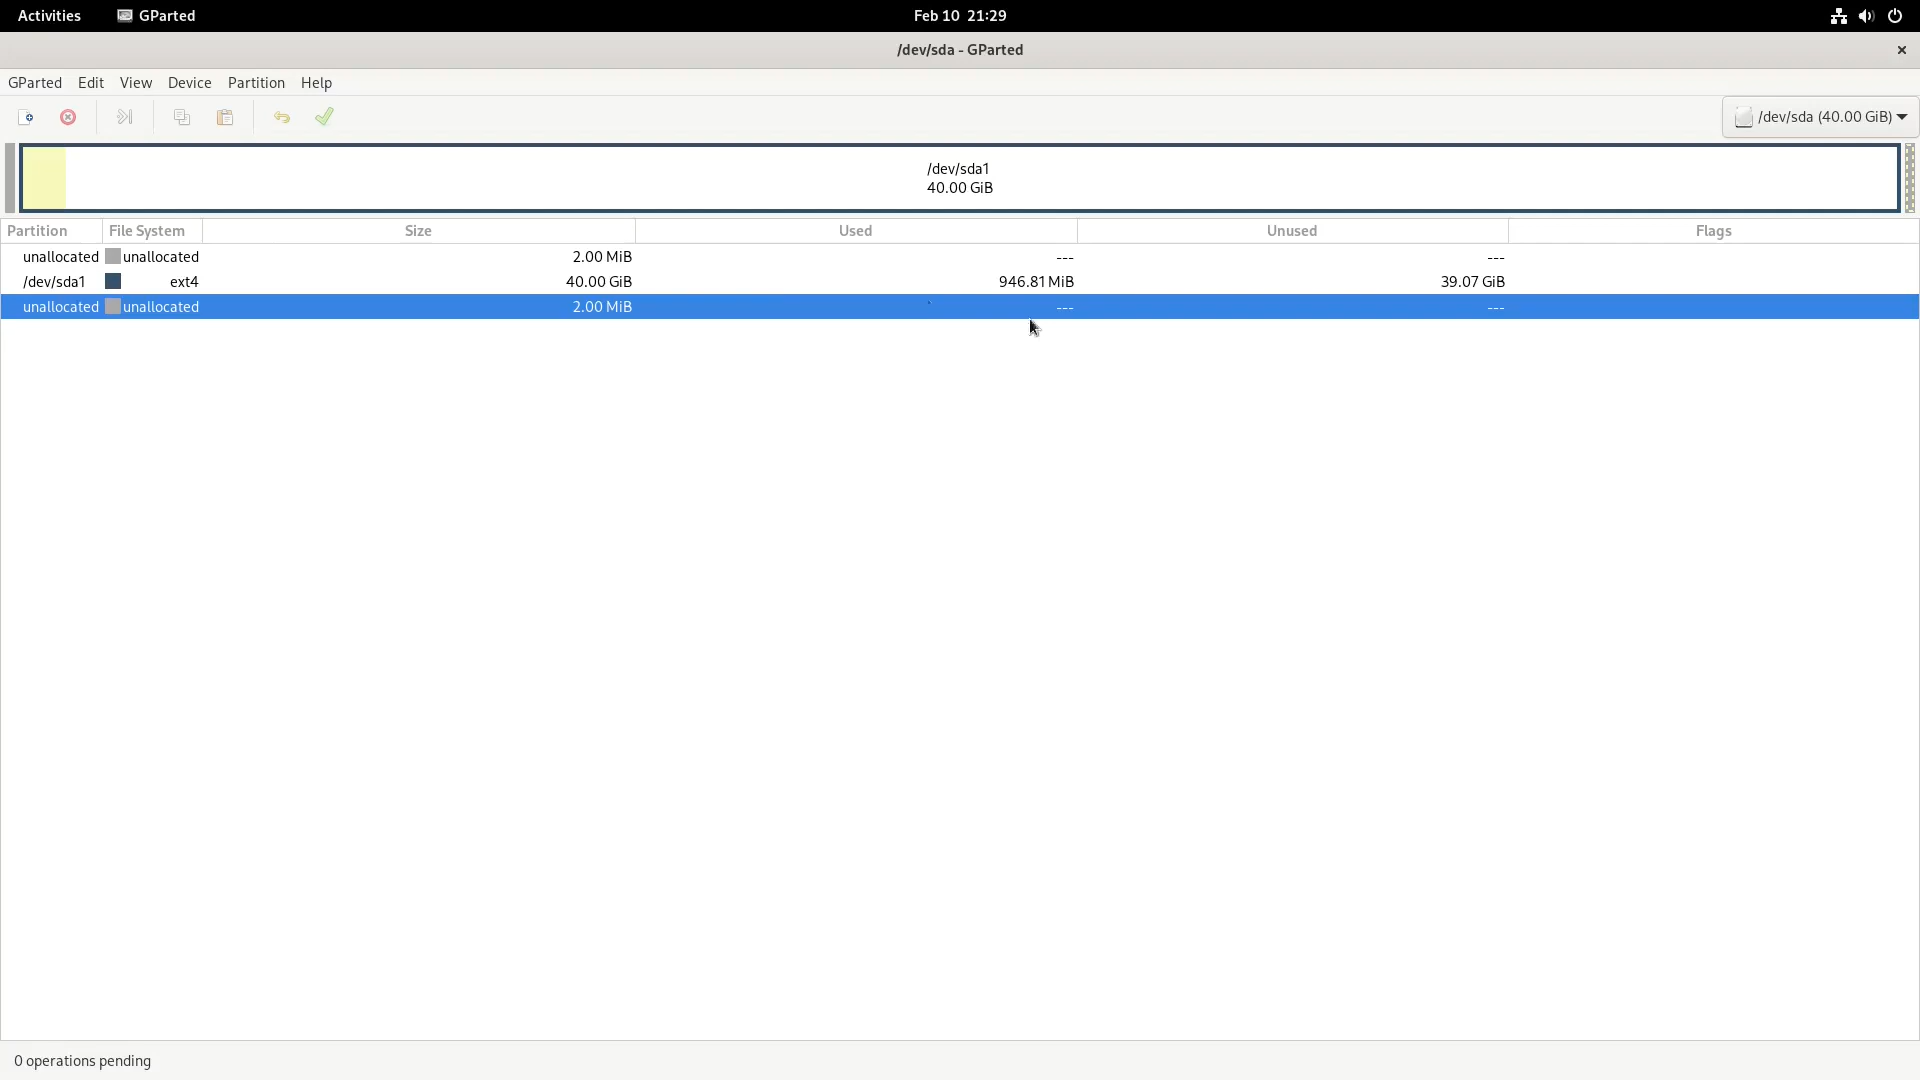 Activities GParted Feb 10 21:29
/dev/sda - GParted
GParted Edit View Device Partition Help
/dev/sda (40.00 GiB)
/dev/sda1
40.00 GiB
Partition File System Size Used Unused Flags
unallocated unallocated 2.00 MiB --- ---
/dev/sda1 ext4 40.00 GiB 946.81 MiB 39.07 GiB
unallocated unallocated 2.00 MiB --- ---
0 operations pending